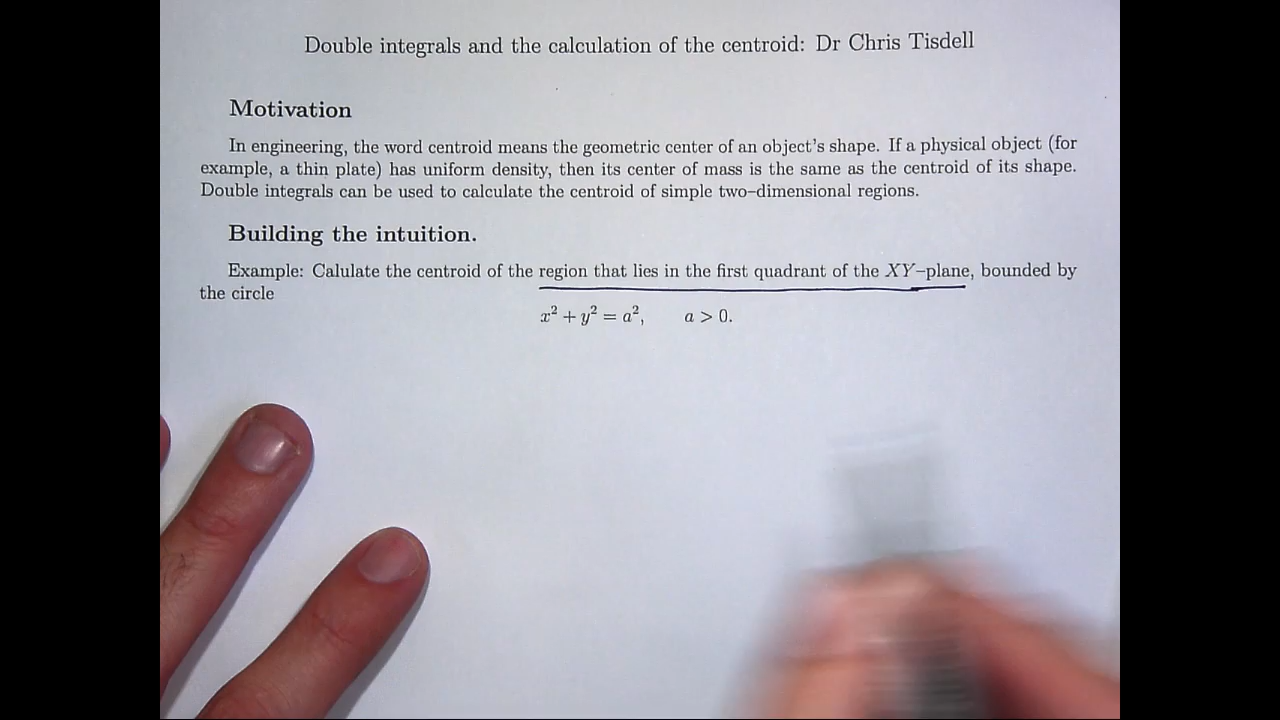 Double integrals and the calculation of the centroid: Dr Chris Tisdell
Motivation
In engineering, the word centroid means the geometric center of an object's shape. If a physical object (for
example, a thin plate) has uniform density, then its center of mass is the same as the centroid of its shape.
Double integrals can be used to calculate the centroid of simple two–dimensional regions.
Building the intuition.
Example: Calulate the centroid of the region that lies in the first quadrant of the XY–plane, bounded by
the circle
x² + y² = a², a > 0.